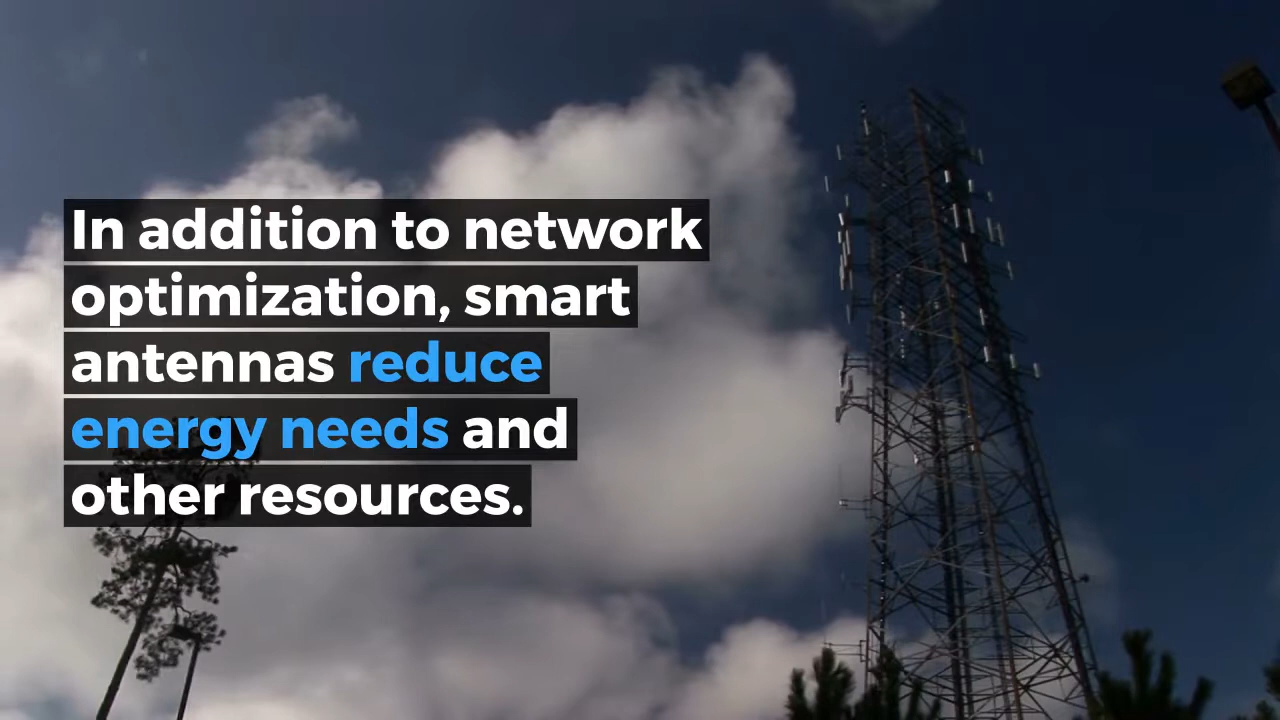 In addition to network
optimization, smart
antennas reduce
energy needs and
other resources.